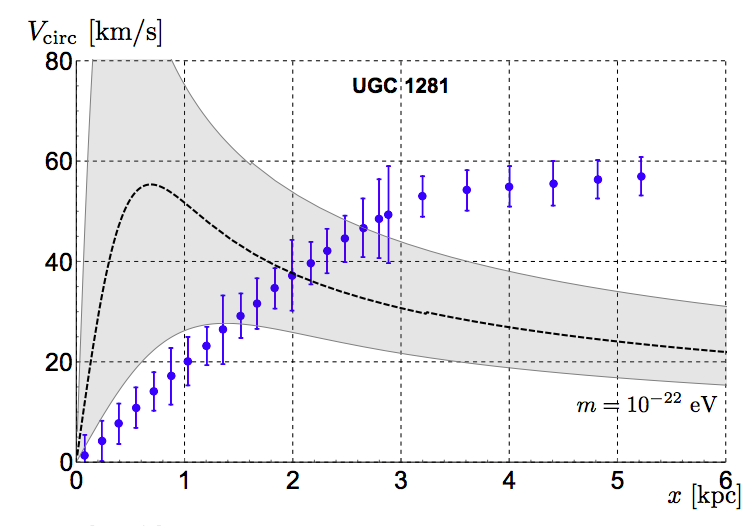 V_circ [km/s]
UGC 1281
80
60
40
20
0
m = 10⁻²² eV
0 1 2 3 4 5 6
x [kpc]